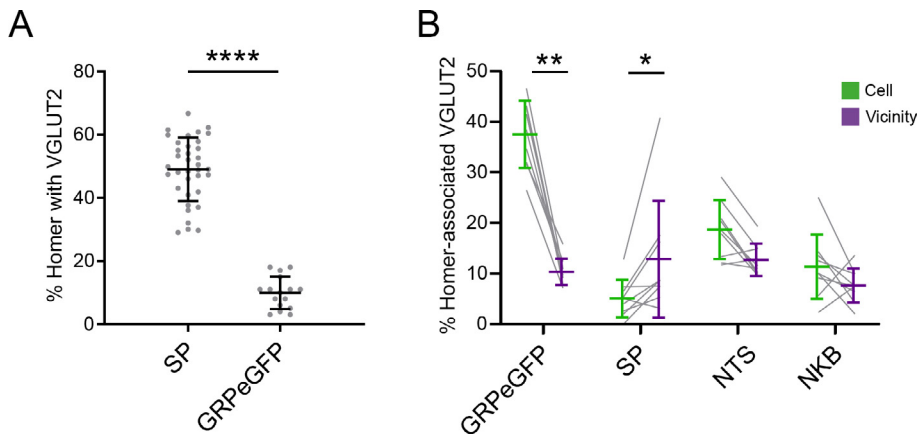 A
% Homer with VGLUT2
80
60
40
20
0
****
SP
GRPeGFP
B
% Homer-associated VGLUT2
50
40
30
20
10
0
**
*
Cell
Vicinity
GRPeGFP
SP
NTS
NKB